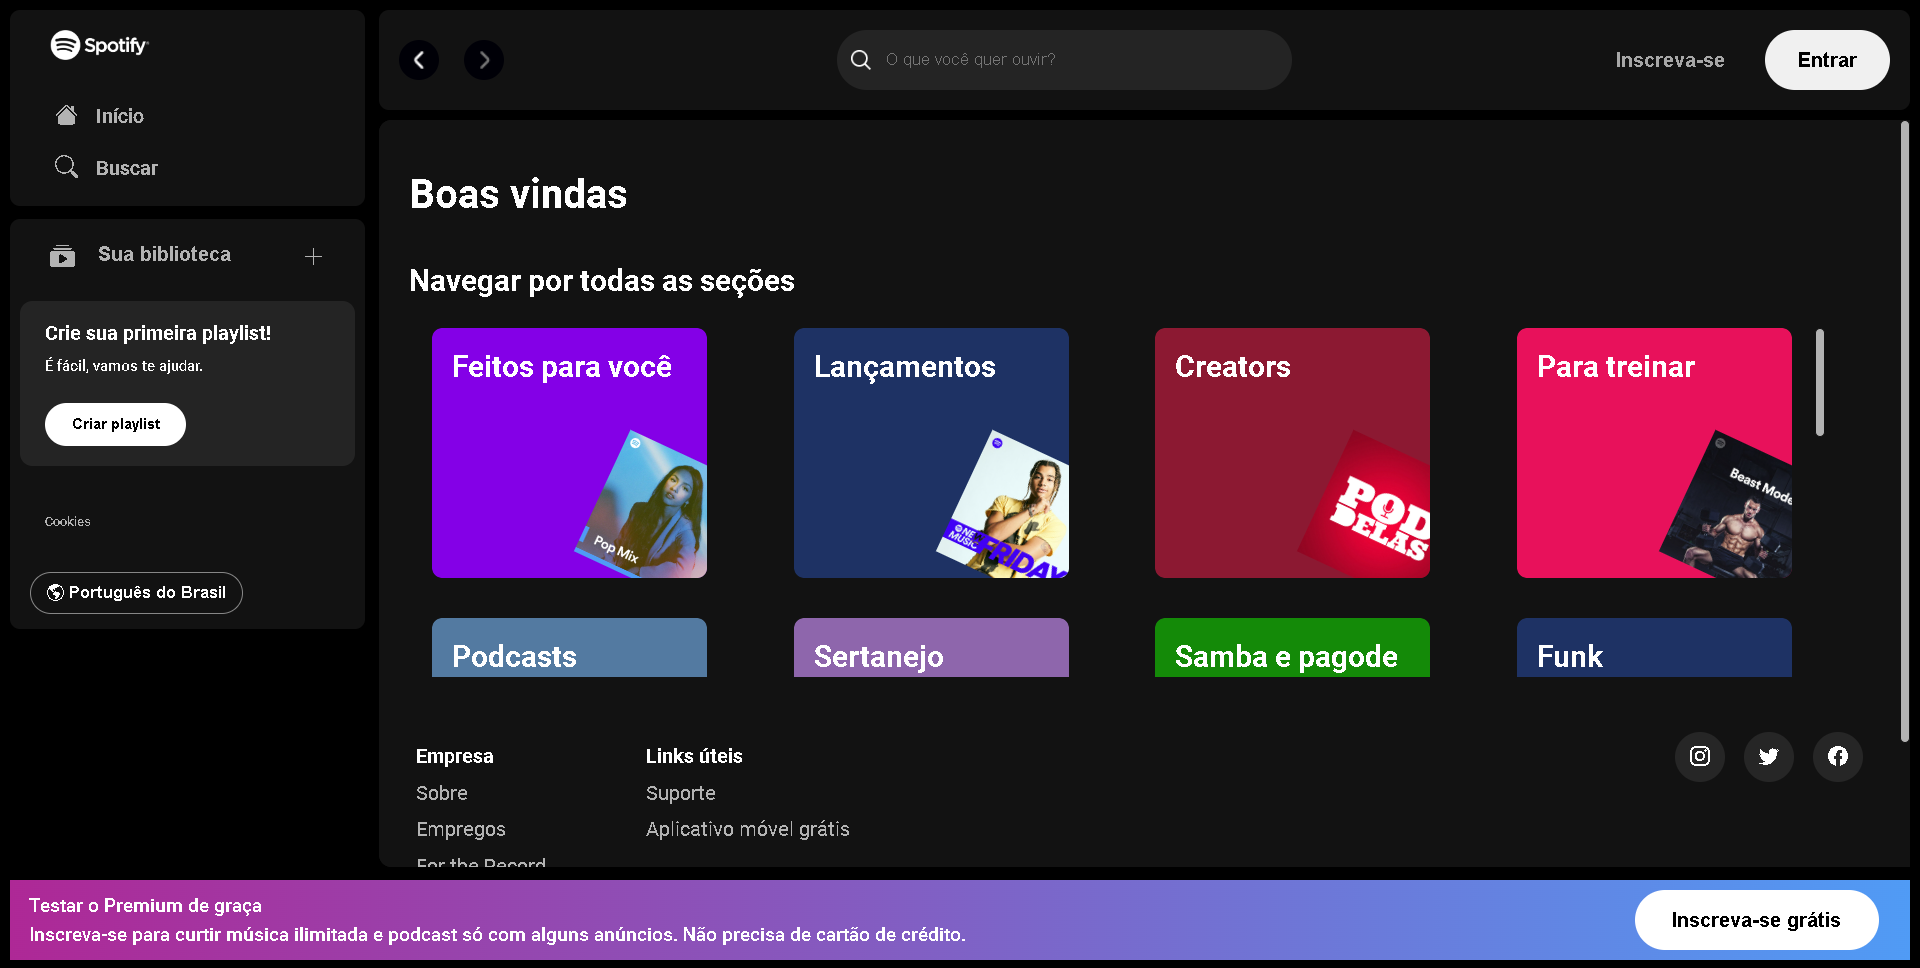 Spotify
Início
Buscar
Sua biblioteca
Crie sua primeira playlist!
É fácil, vamos te ajudar.
Criar playlist
Cookies
Português do Brasil
O que você quer ouvir?
Inscreva-se
Entrar
Boas vindas
Navegar por todas as seções
Feitos para você
Pop Mix
Lançamentos
NEW
MUSIC
FRIDAY
Creators
POD
DELAS
Para treinar
Beast Mode
Podcasts
Sertanejo
Samba e pagode
Funk
Empresa
Sobre
Empregos
For the Record
Links úteis
Suporte
Aplicativo móvel grátis
Testar o Premium de graça
Inscreva-se para curtir música ilimitada e podcast só com alguns anúncios. Não precisa de cartão de crédito.
Inscreva-se grátis